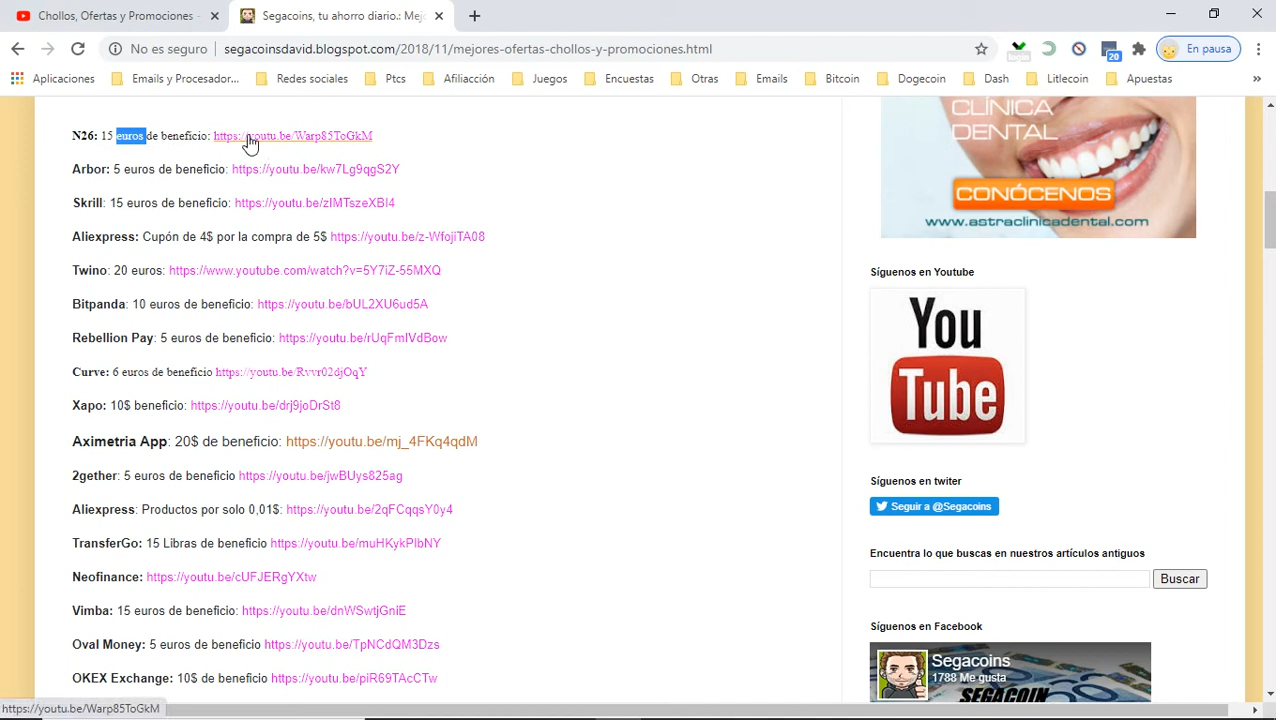 Chollos, Ofertas y Promociones -
Segacoins, tu ahorro diario.: Mej
No es seguro
segacoinsdavid.blogspot.com/2018/11/mejores-ofertas-chollos-y-promociones.html
20
En pausa
Aplicaciones
Emails y Procesador...
Redes sociales
Ptcs
Afiliacción
Juegos
Encuestas
Otras
Emails
Bitcoin
Dogecoin
Dash
Litlecoin
Apuestas
»
N26: 15 euros de beneficio: https://youtu.be/Warp85ToGkM
Arbor: 5 euros de beneficio: https://youtu.be/kw7Lg9qgS2Y
Skrill: 15 euros de beneficio: https://youtu.be/zIMTszeXBI4
Aliexpress: Cupón de 4$ por la compra de 5$ https://youtu.be/z-WfojiTA08
Twino: 20 euros: https://www.youtube.com/watch?v=5Y7iZ-55MXQ
Bitpanda: 10 euros de beneficio: https://youtu.be/bUL2XU6ud5A
Rebellion Pay: 5 euros de beneficio: https://youtu.be/rUqFmIVdBow
Curve: 6 euros de beneficio https://youtu.be/Rvvr02djOqY
Xapo: 10$ beneficio: https://youtu.be/drj9joDrSt8
Aximetria App: 20$ de beneficio: https://youtu.be/mj_4FKq4qdM
2gether: 5 euros de beneficio https://youtu.be/jwBUys825ag
Aliexpress: Productos por solo 0,01$: https://youtu.be/2qFCqqsY0y4
TransferGo: 15 Libras de beneficio https://youtu.be/muHKykPIbNY
Neofinance: https://youtu.be/cUFJERgYXtw
Vimba: 15 euros de beneficio: https://youtu.be/dnWSwtjGniE
Oval Money: 5 euros de beneficio https://youtu.be/TpNCdQM3Dzs
OKEX Exchange: 10$ de beneficio https://youtu.be/piR69TAcCTw
CLÍNICA
DENTAL
CONÓCENOS
www.astraclinicadental.com
Síguenos en Youtube
You
Tube
Síguenos en twiter
Seguir a @Segacoins
Encuentra lo que buscas en nuestros artículos antiguos
Buscar
Síguenos en Facebook
Segacoins
1788 Me gusta
SEGACOIN
https://youtu.be/Warp85ToGkM